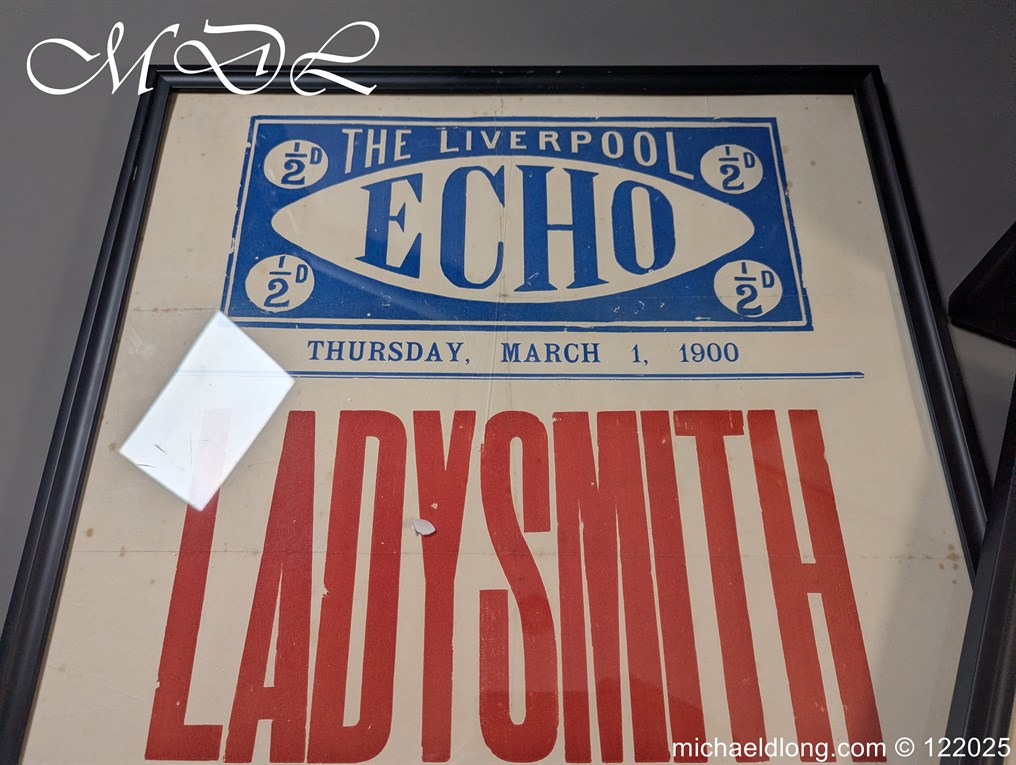 MDL
½D THE LIVERPOOL ½D
ECHO
½D ½D
THURSDAY, MARCH 1, 1900
LADYSMITH
michaeldlong.com © 122025